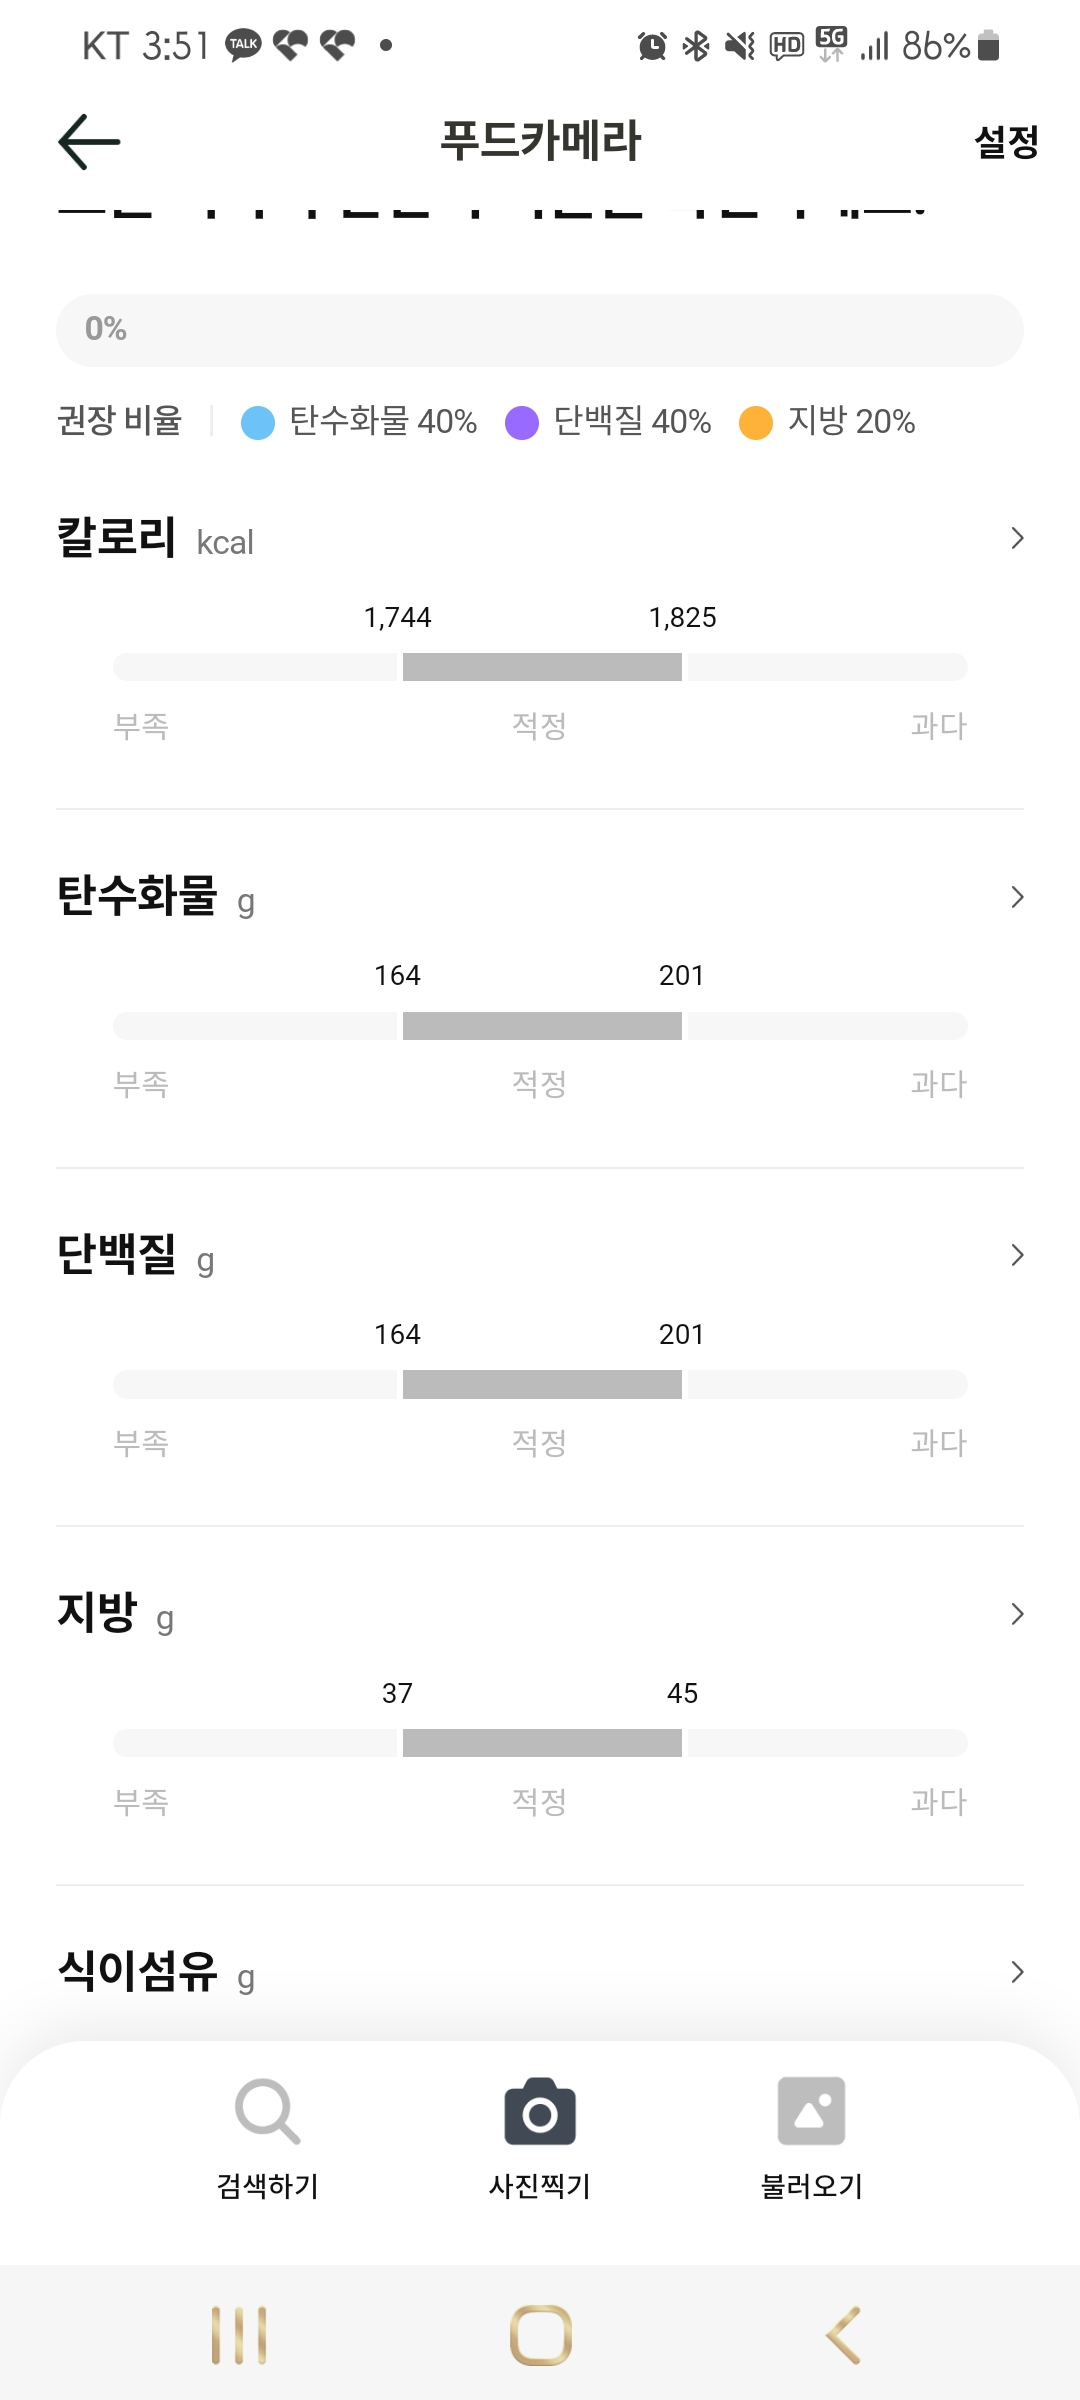 KT 3:51 TALK HD 5G 86%
푸드카메라 설정
0%
권장 비율 탄수화물 40% 단백질 40% 지방 20%
칼로리 kcal
1,744 1,825
부족 적정 과다
탄수화물 g
164 201
부족 적정 과다
단백질 g
164 201
부족 적정 과다
지방 g
37 45
부족 적정 과다
식이섬유 g
검색하기 사진찍기 불러오기